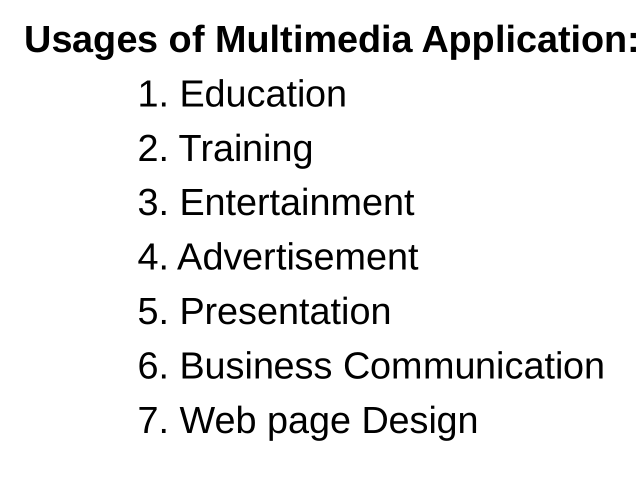 Usages of Multimedia Application:
1. Education
2. Training
3. Entertainment
4. Advertisement
5. Presentation
6. Business Communication
7. Web page Design